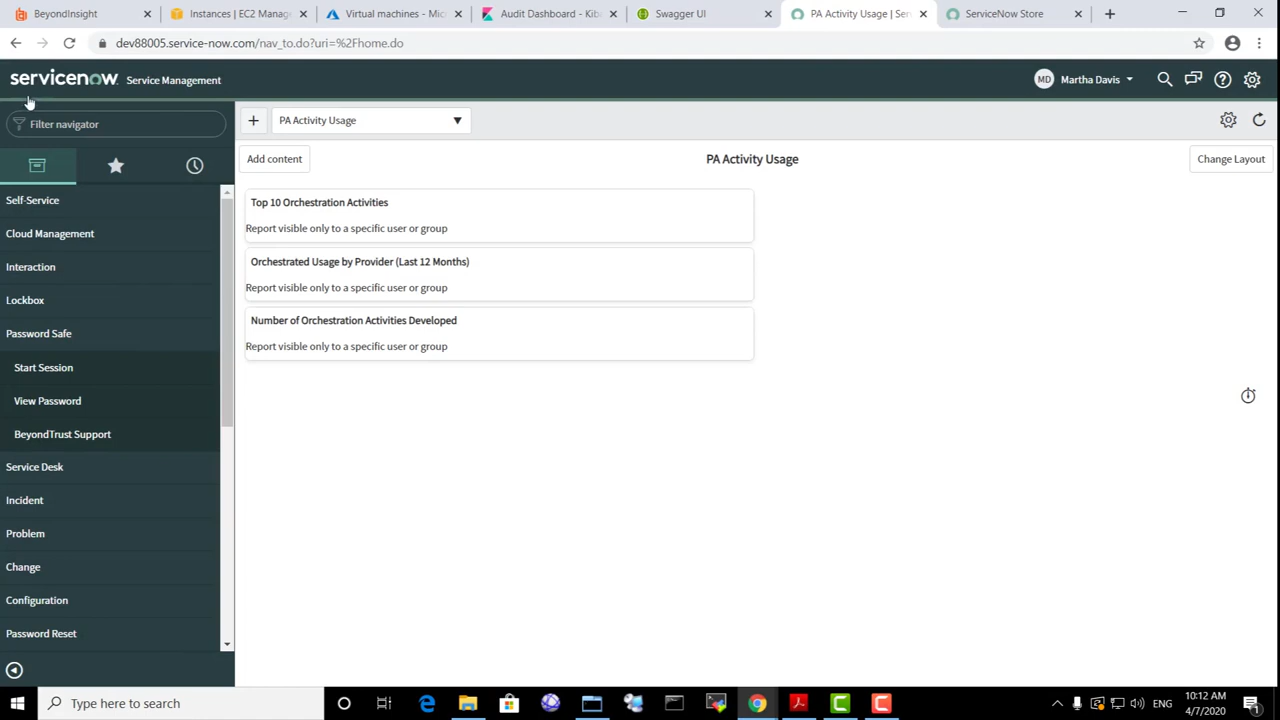 BeyondInsight
Instances | EC2 Manage
Virtual machines - Micr
Audit Dashboard - Kiba
Swagger UI
PA Activity Usage | Serv
ServiceNow Store
dev88005.service-now.com/nav_to.do?uri=%2Fhome.do
servicenow Service Management
MD Martha Davis
Filter navigator
PA Activity Usage
Add content
PA Activity Usage
Change Layout
Self-Service
Cloud Management
Interaction
Lockbox
Password Safe
Start Session
View Password
BeyondTrust Support
Service Desk
Incident
Problem
Change
Configuration
Password Reset
Top 10 Orchestration Activities
Report visible only to a specific user or group
Orchestrated Usage by Provider (Last 12 Months)
Report visible only to a specific user or group
Number of Orchestration Activities Developed
Report visible only to a specific user or group
Type here to search
ENG
10:12 AM
4/7/2020
1